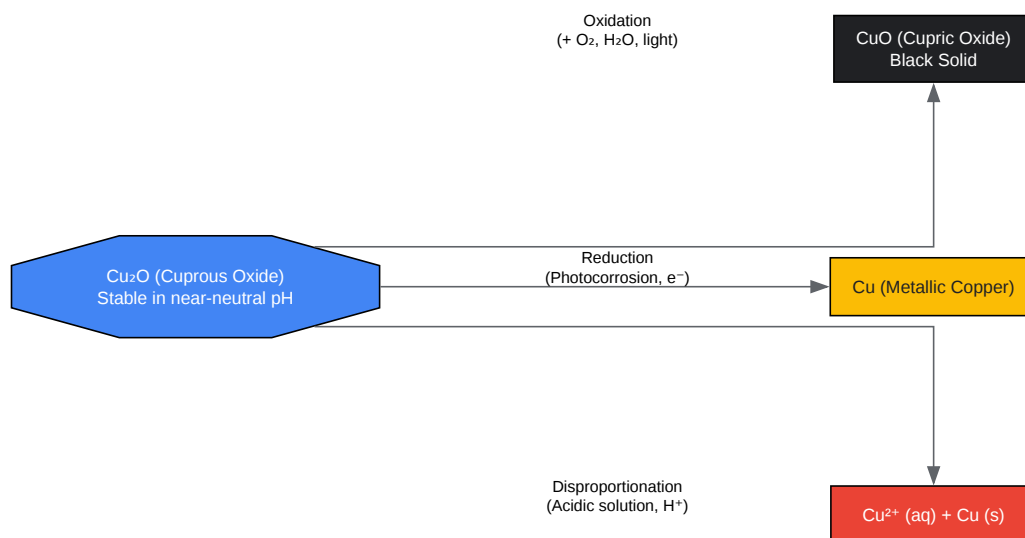 Oxidation
(+ O₂, H₂O, light)
CuO (Cupric Oxide)
Black Solid
Cu₂O (Cuprous Oxide)
Stable in near-neutral pH
Reduction
(Photocorrosion, e⁻)
Cu (Metallic Copper)
Disproportionation
(Acidic solution, H⁺)
Cu²⁺ (aq) + Cu (s)